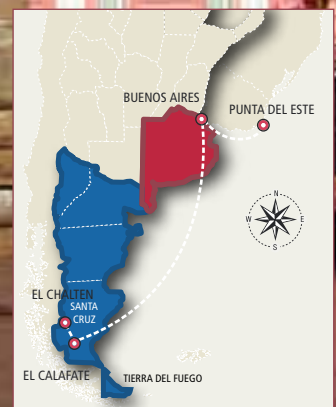 BUENOS AIRES
PUNTA DEL ESTE
N
W
E
S
EL CHALTEN
SANTA
CRUZ
EL CALAFATE
TIERRA DEL FUEGO